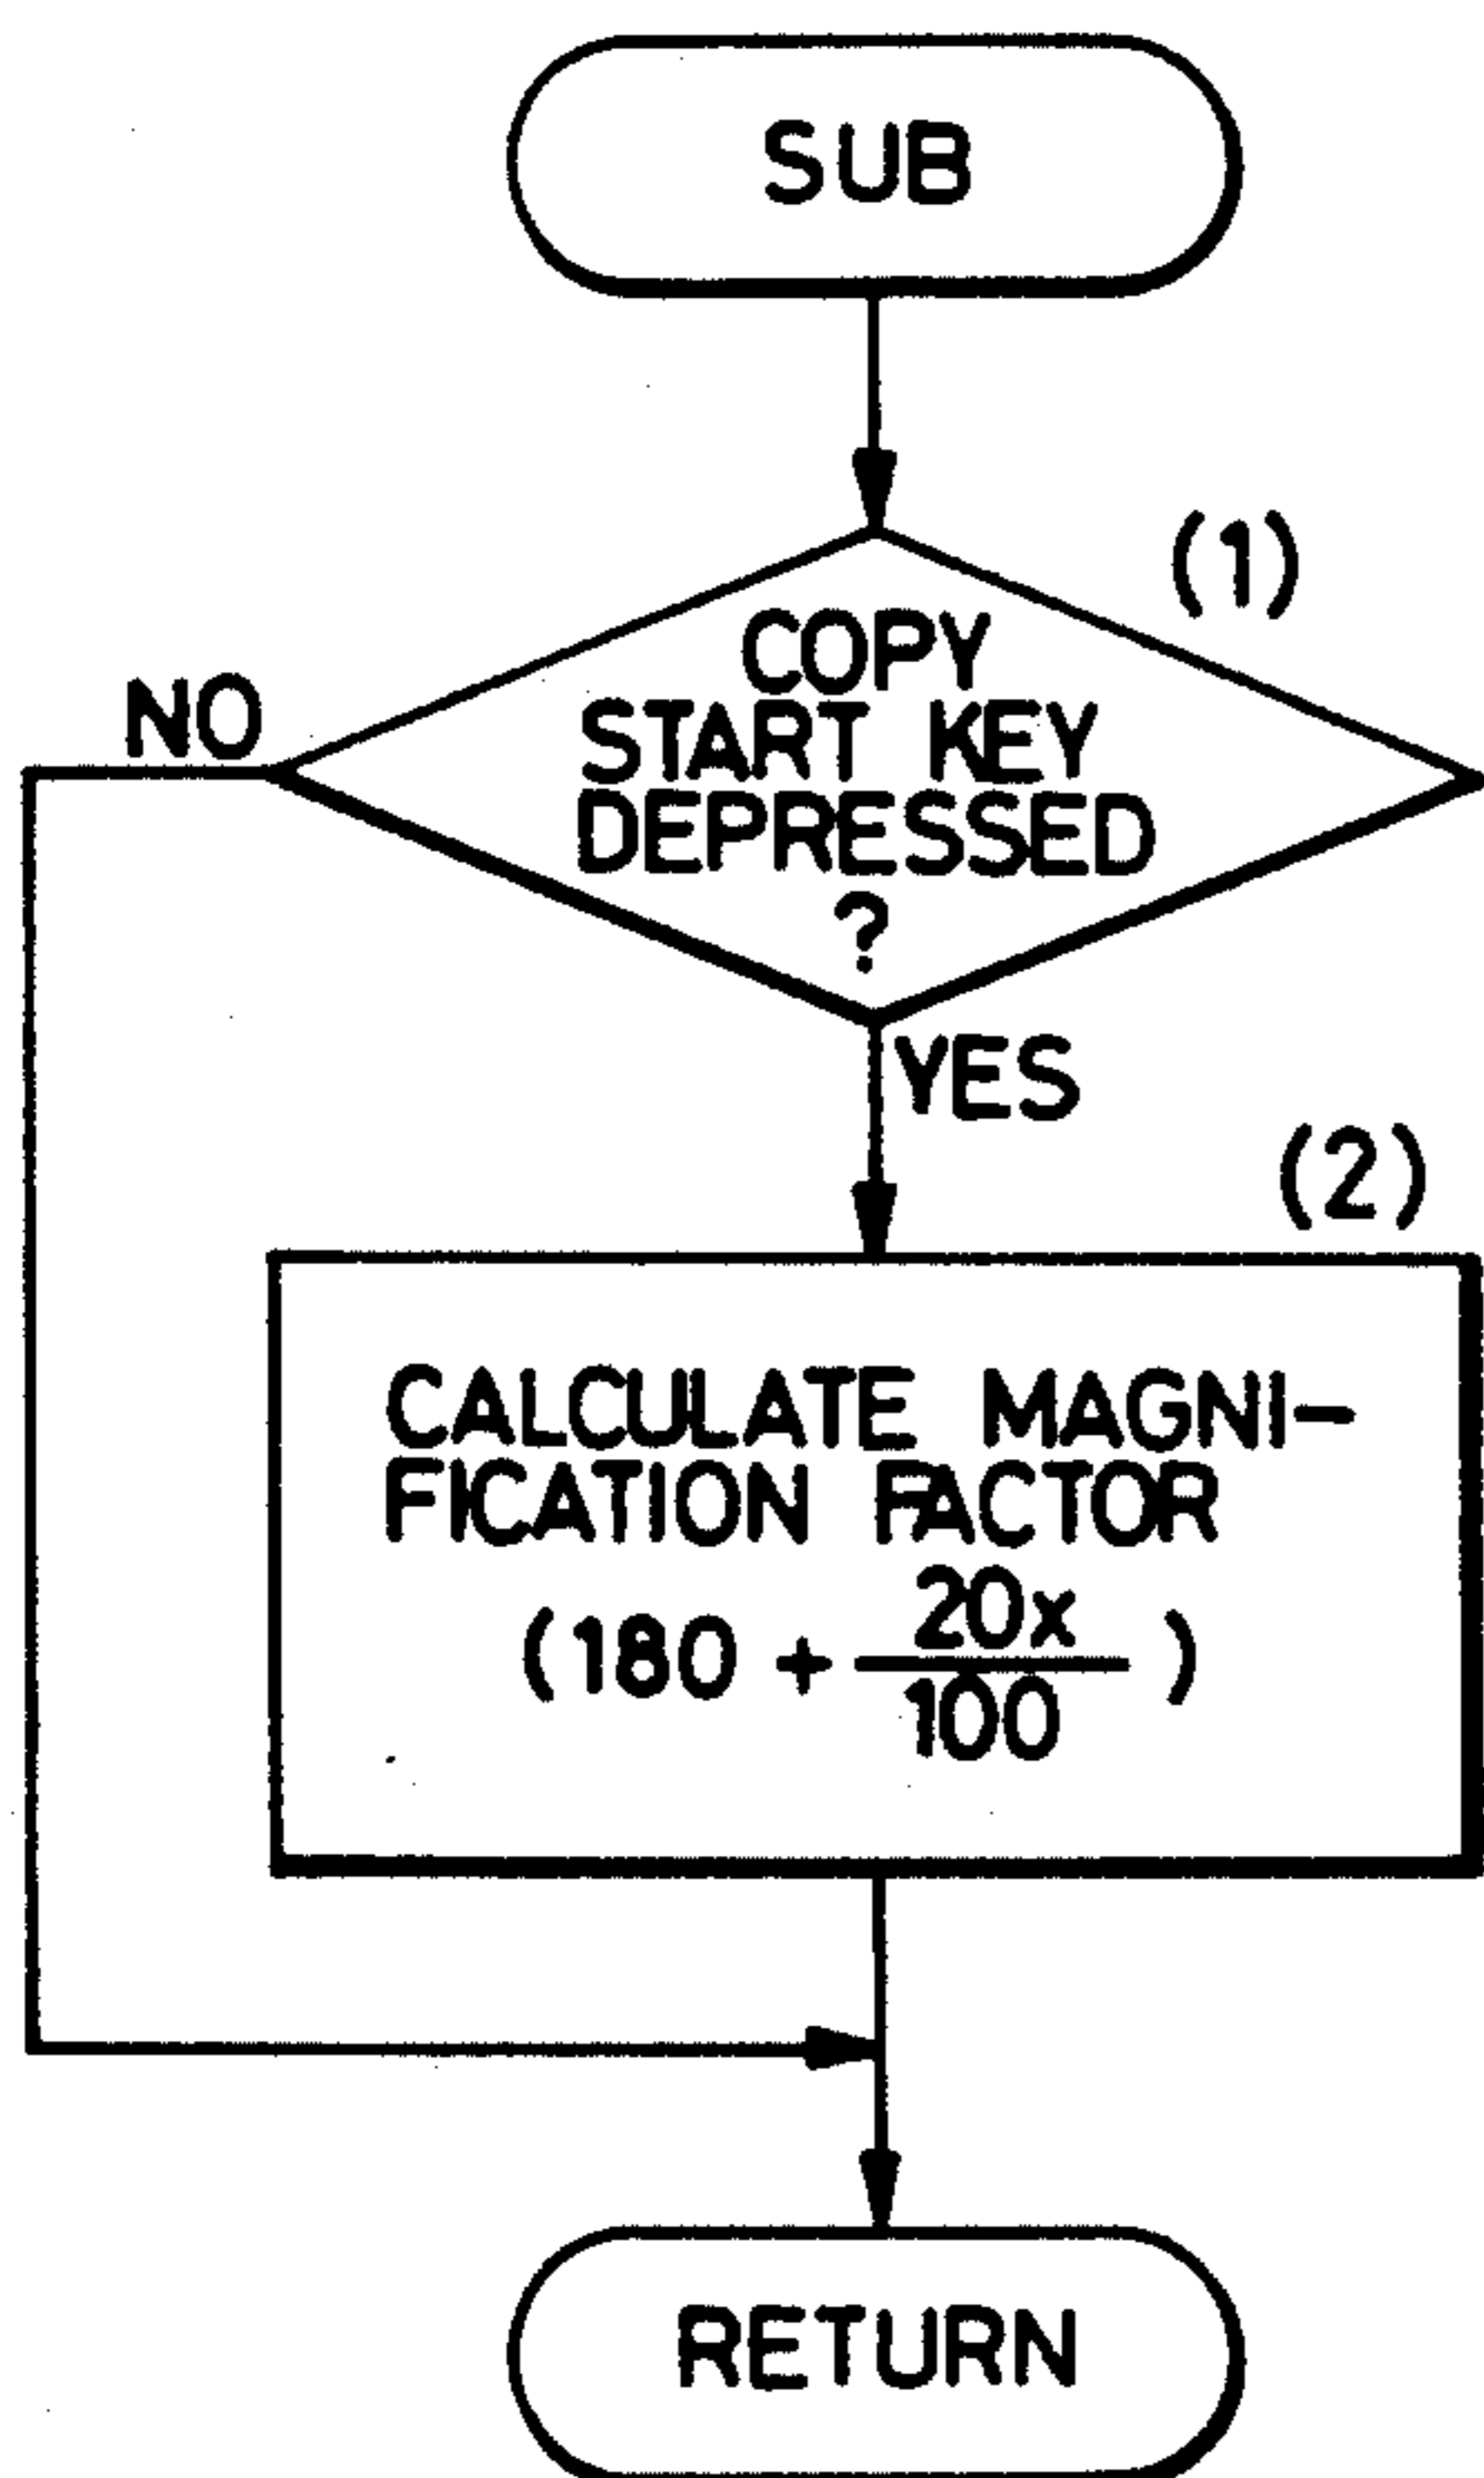 SUB
(1)
COPY
START KEY
DEPRESSED
?
NO
YES
(2)
CALCULATE MAGNI-
FICATION FACTOR
(180 + 20x/100 )
RETURN